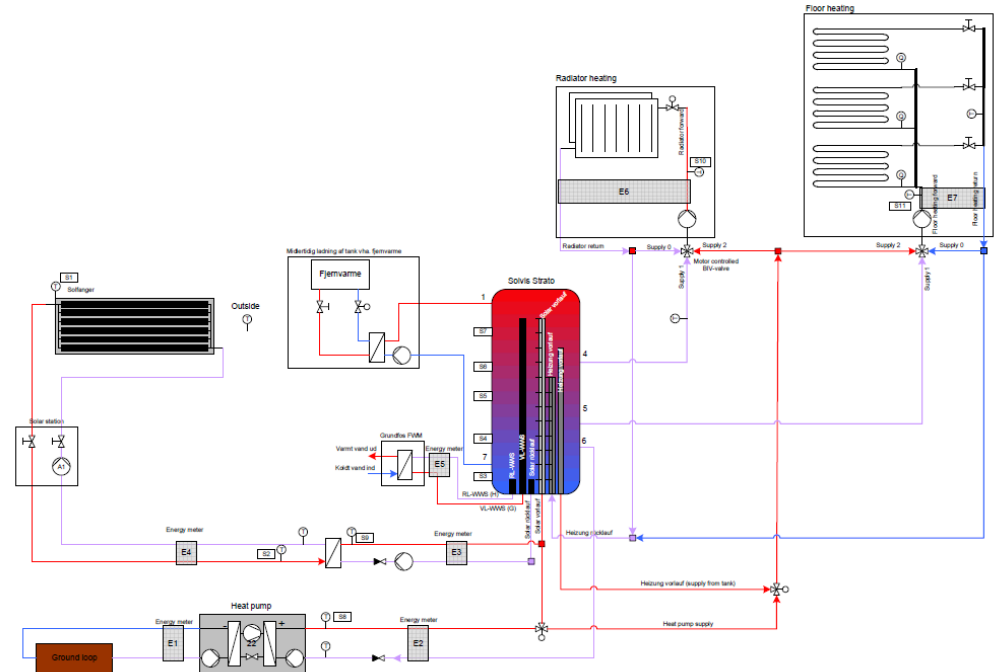 Floor heating
Radiator heating
Radiator forward
S10
E6
Q
Q
T
Q
T
S11
Floor heating forward
E7
Floor heating return
Radiator return
Supply 0
Supply 2
Supply 2
Supply 0
Motor controlled
BIV-valve
Supply 1
Supply 1
Midlertidig ladning af tank vha. fjernvarme
Fjernvarme
S1
T
Solfanger
Outside
T
Solvis Strato
1
Solar vorlauf
S7
Heizung vorlauf
Heizung vorlauf
4
S6
S5
5
S4
6
7
S3
RL-WWS
VL-WWS
Solar rücklauf
T
Solar station
A1
Grundfos FWM
Varmt vand ud
Koldt vand ind
Energy meter
E5
RL-WWS (H)
VL-WWS (G)
Solar rücklauf
Solar vorlauf
Heizung rücklauf
Energy meter
E4
S2
T
T
T
S9
Energy meter
E3
Heizung vorlauf (supply from tank)
Heat pump supply
Heat pump
Energy meter
E1
-
+
22
T
S8
T
Energy meter
E2
Ground loop